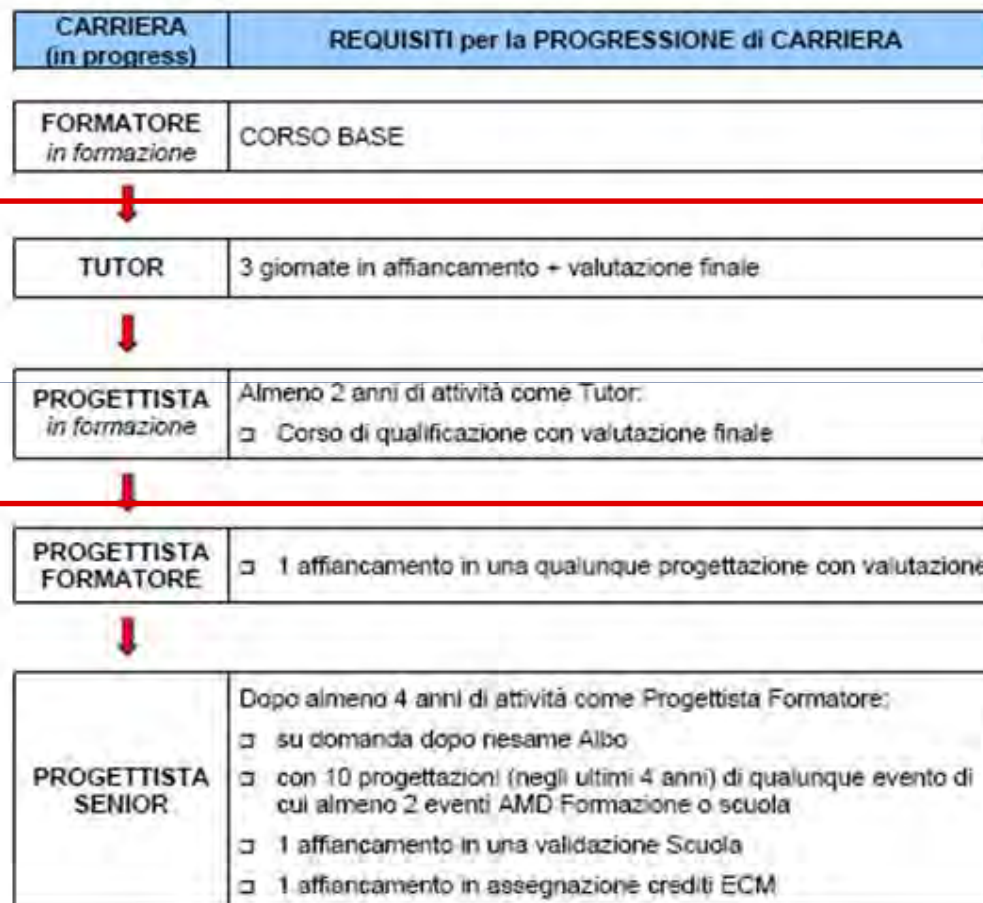 CARRIERA
(in progress)
REQUISITI per la PROGRESSIONE di CARRIERA
FORMATORE
in formazione
CORSO BASE
TUTOR
3 giornate in affiancamento + valutazione finale
PROGETTISTA
in formazione
Almeno 2 anni di attività come Tutor:
Corso di qualificazione con valutazione finale
PROGETTISTA
FORMATORE
1 affiancamento in una qualunque progettazione con valutazione
PROGETTISTA
SENIOR
Dopo almeno 4 anni di attività come Progettista Formatore:
su domanda dopo riesame Albo
con 10 progettazioni (negli ultimi 4 anni) di qualunque evento di
cui almeno 2 eventi AMD Formazione o scuola
1 affiancamento in una validazione Scuola
1 affiancamento in assegnazione crediti ECM